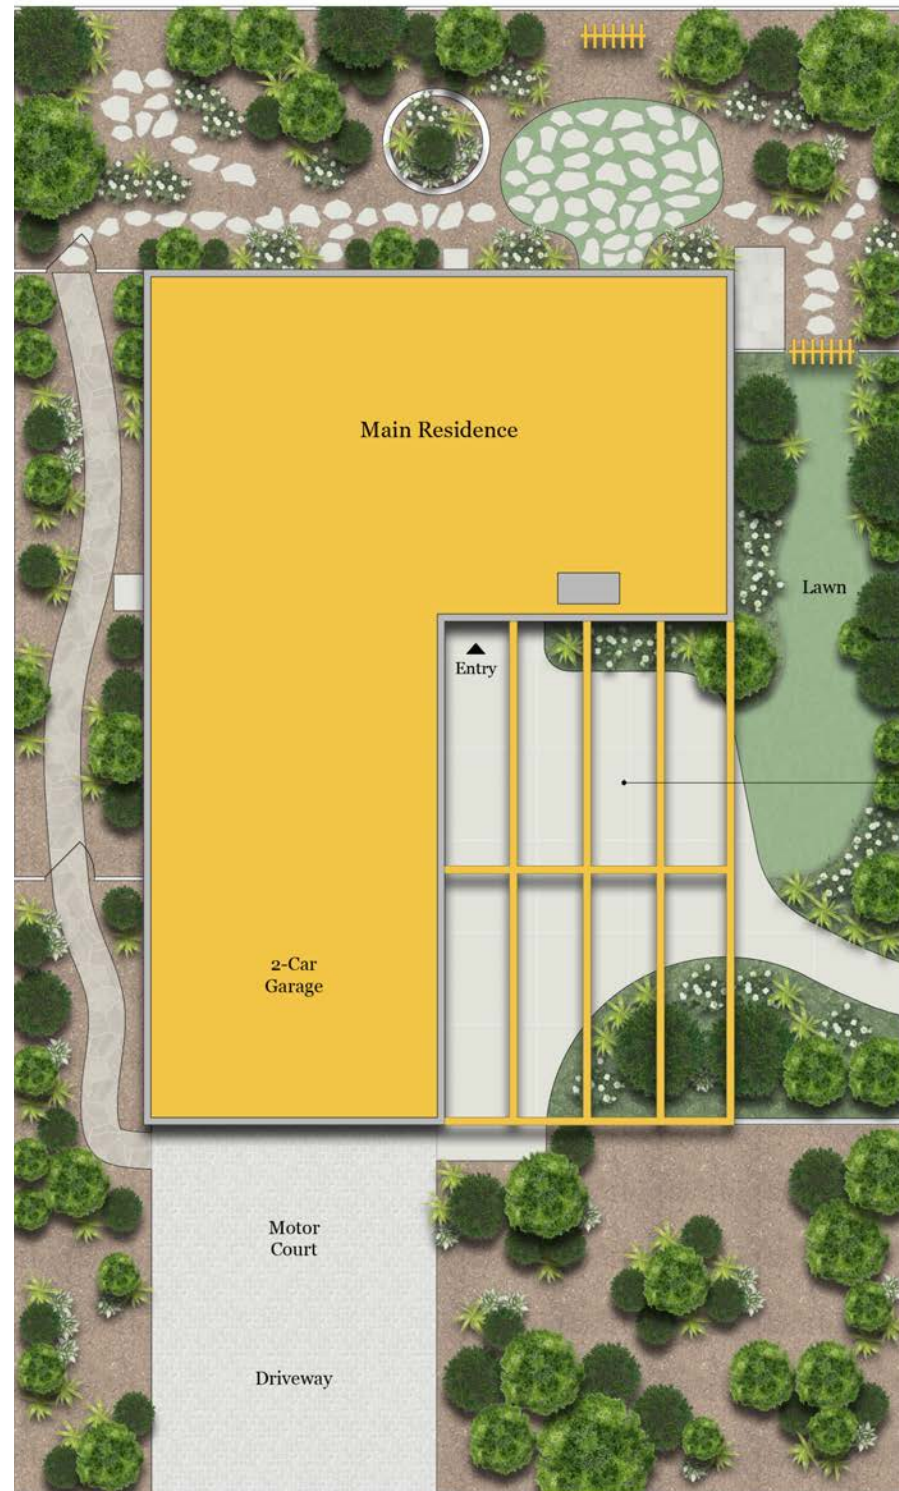 Main Residence
Lawn
Entry
2-Car
Garage
Motor
Court
Driveway